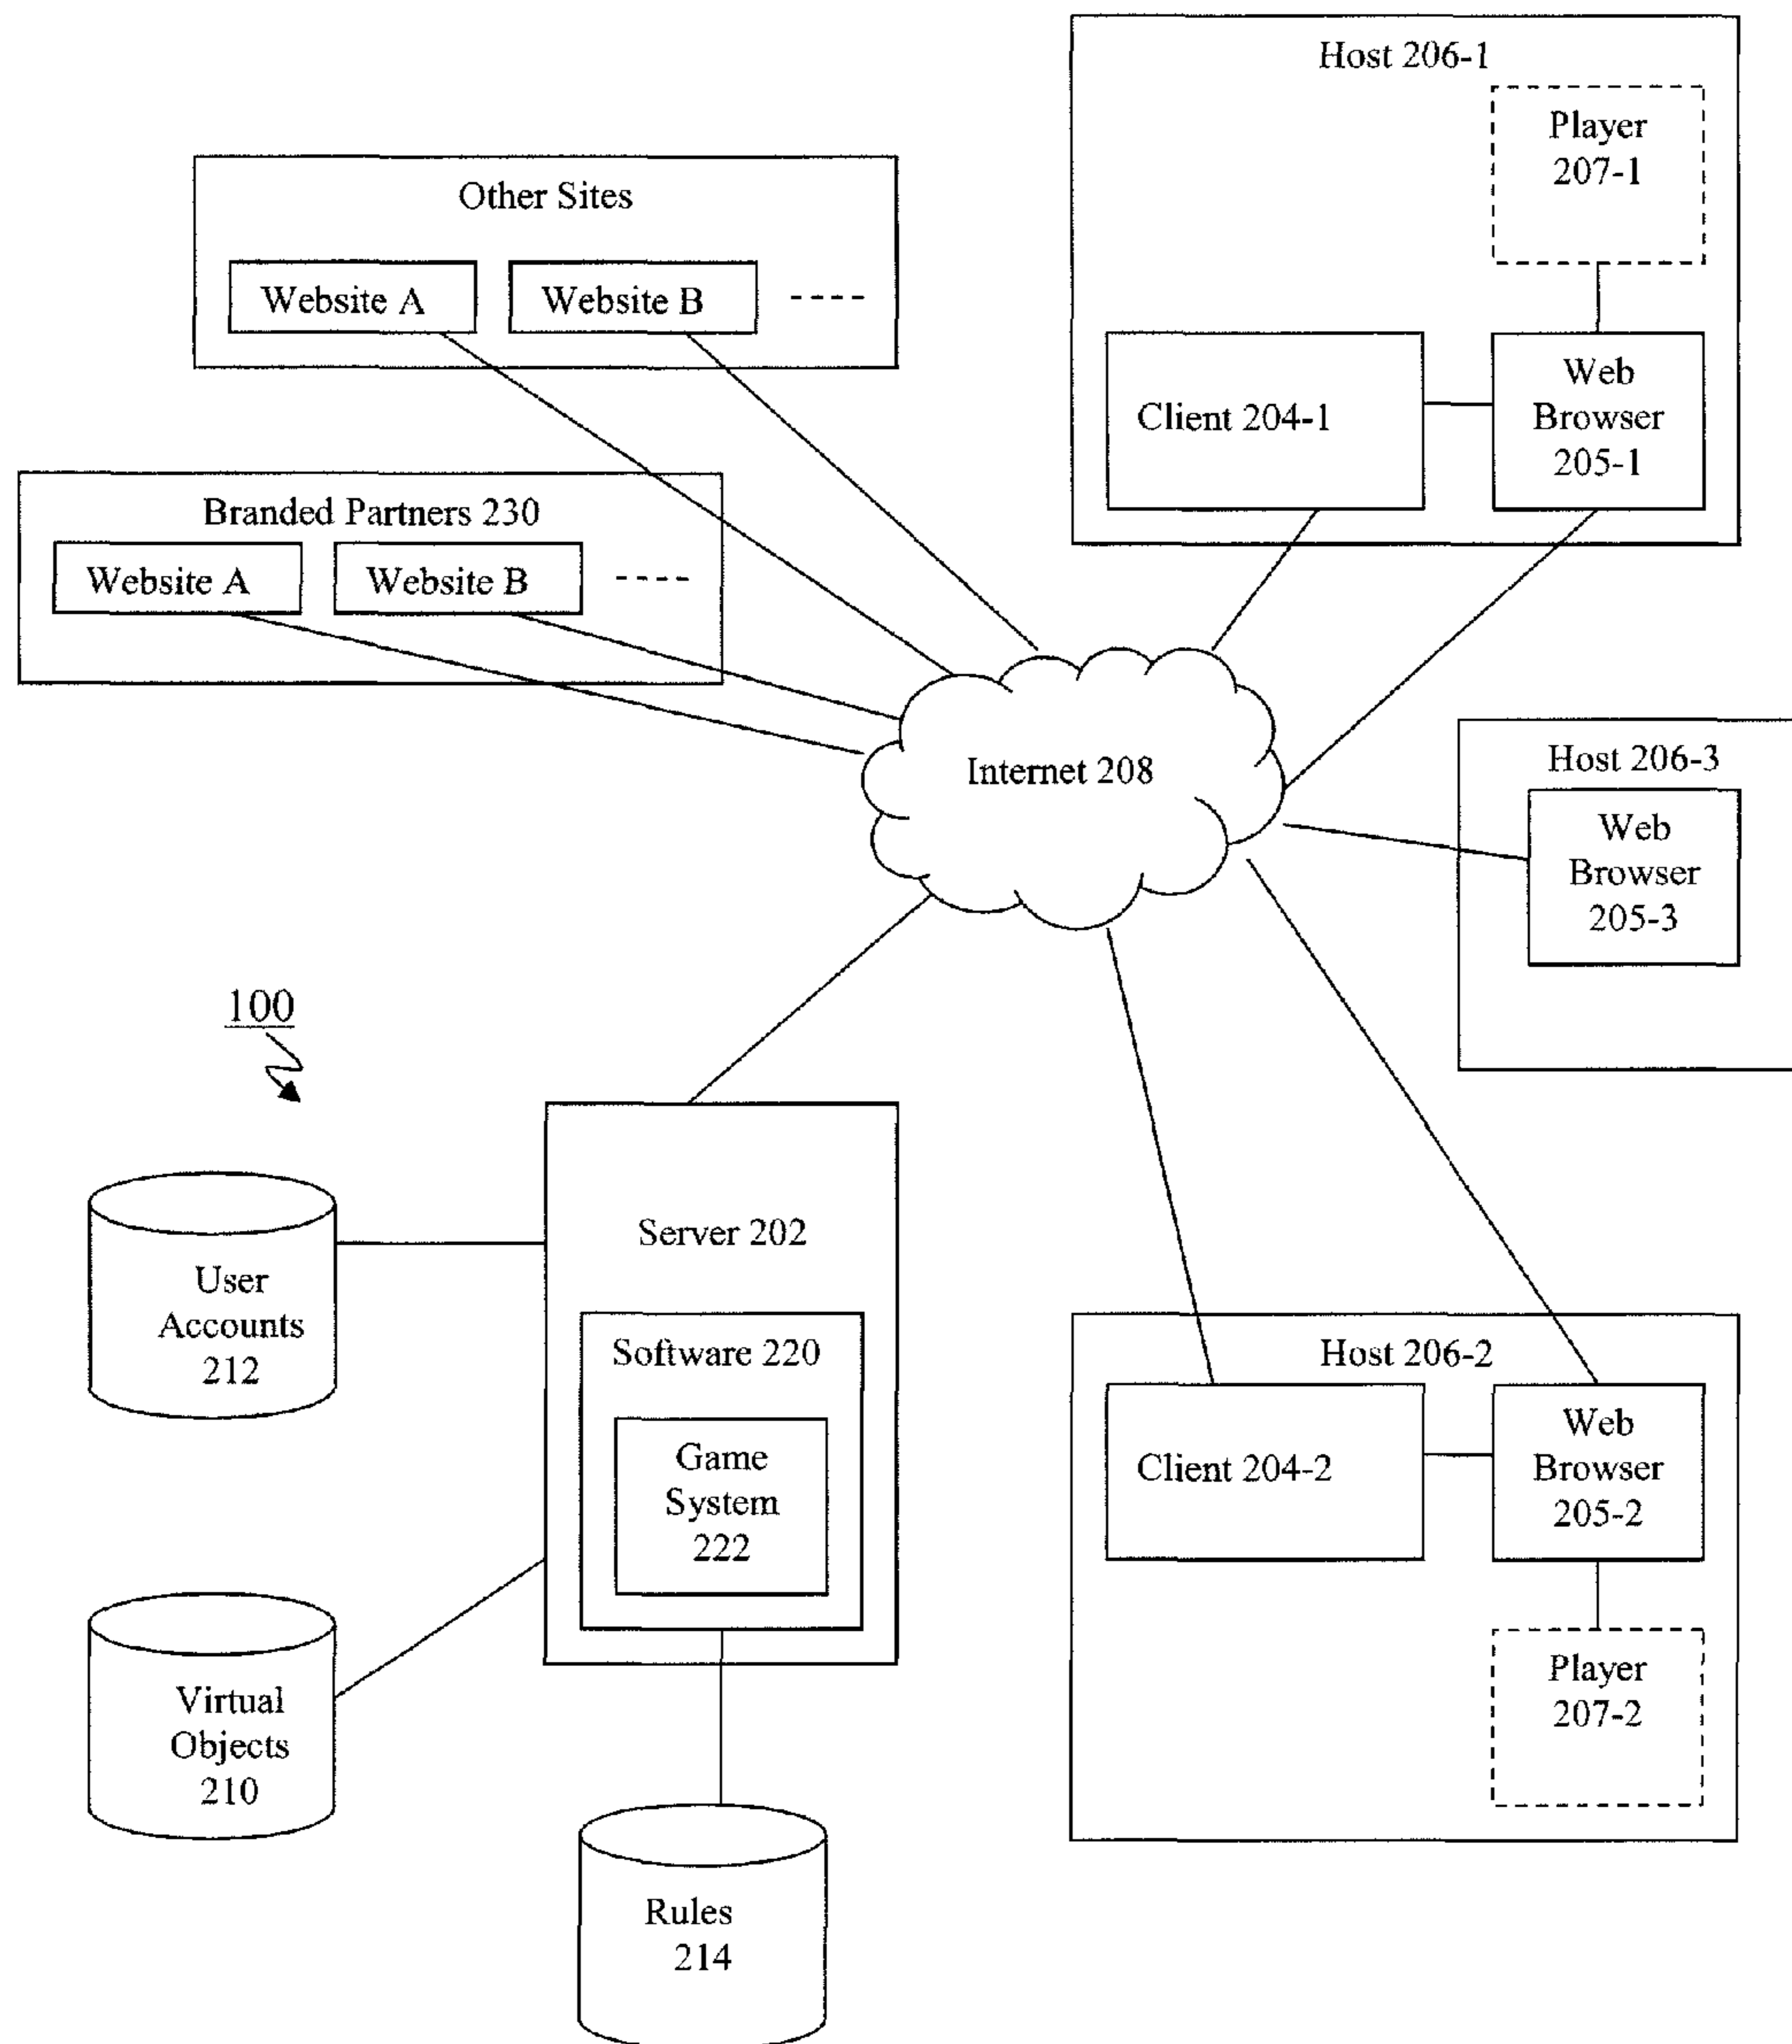 Host 206-1
Player
207-1
Other Sites
Website A
Website B
Client 204-1
Web
Browser
205-1
Branded Partners 230
Website A
Website B
Internet 208
Host 206-3
Web
Browser
205-3
100
Server 202
User
Accounts
212
Software 220
Game
System
222
Host 206-2
Client 204-2
Web
Browser
205-2
Player
207-2
Virtual
Objects
210
Rules
214